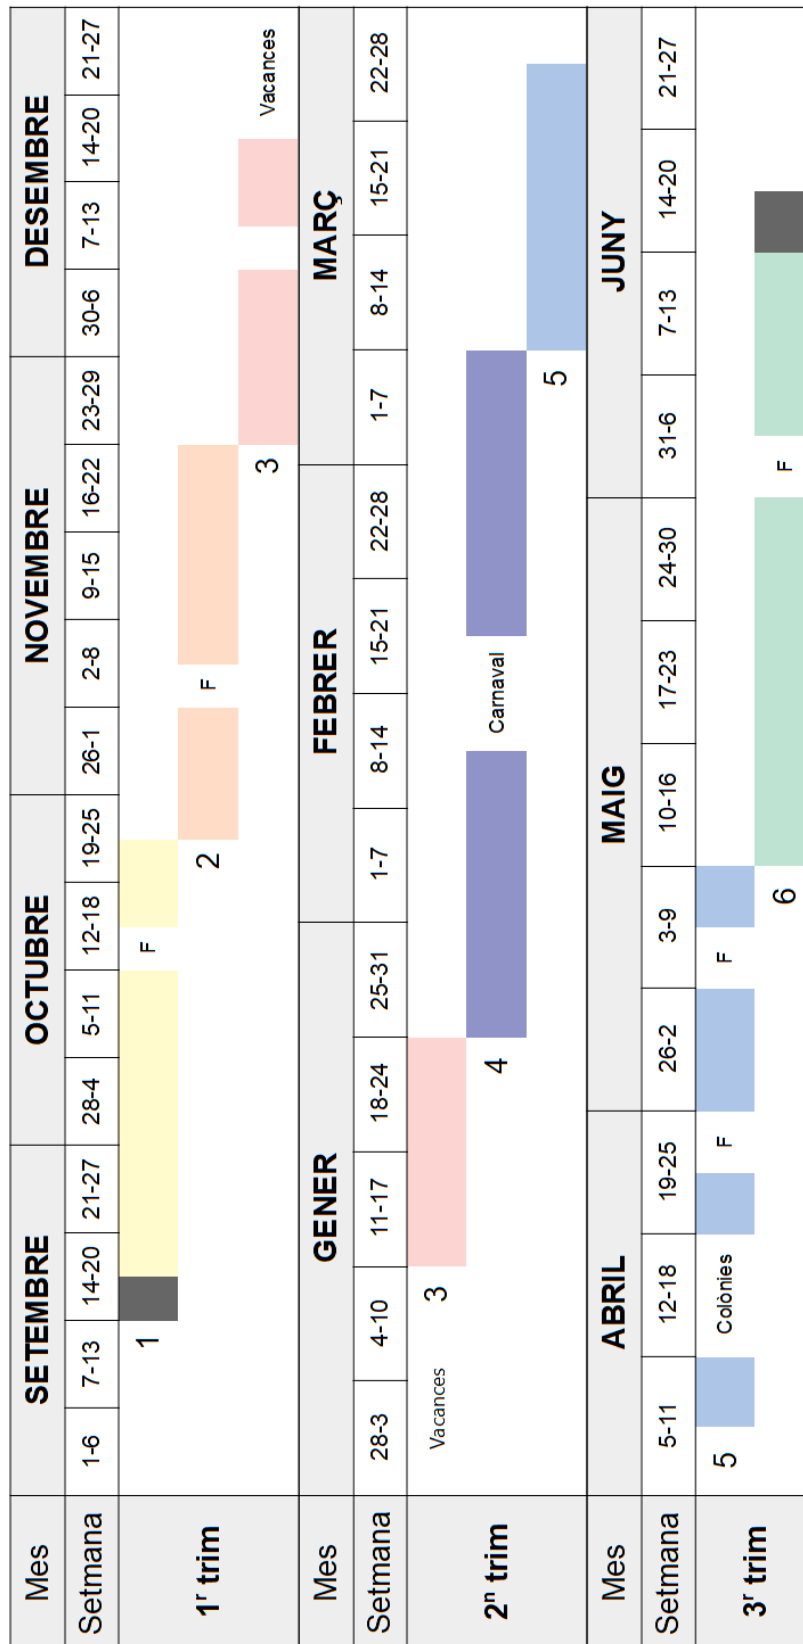 Mes SETEMBRE OCTUBRE NOVEMBRE DESEMBRE
Setmana 1-6 7-13 14-20 21-27 28-4 5-11 12-18 19-25 26-1 2-8 9-15 16-22 23-29 30-6 7-13 14-20 21-27
1r trim 1 F 2 F 3 Vacances
Mes GENER FEBRER MARÇ
Setmana 28-3 4-10 11-17 18-24 25-31 1-7 8-14 15-21 22-28 1-7 8-14 15-21 22-28
2n trim Vacances 3 4 Carnaval 5
Mes ABRIL MAIG JUNY
Setmana 5-11 12-18 19-25 26-2 3-9 10-16 17-23 24-30 31-6 7-13 14-20 21-27
3r trim 5 Colònies F F 6 F